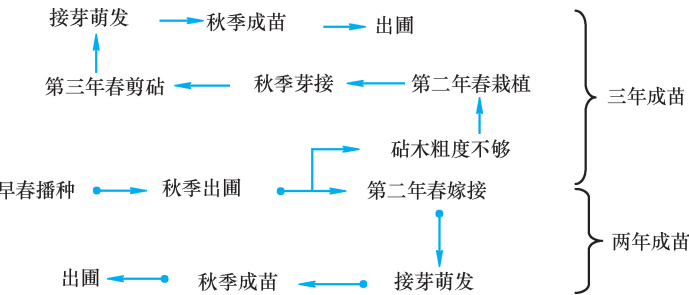 接芽萌发 秋季成苗 出圃
第三年春剪砧 秋季芽接 第二年春栽植
三年成苗
砧木粗度不够
早春播种 秋季出圃 第二年春嫁接
两年成苗
出圃 秋季成苗 接芽萌发